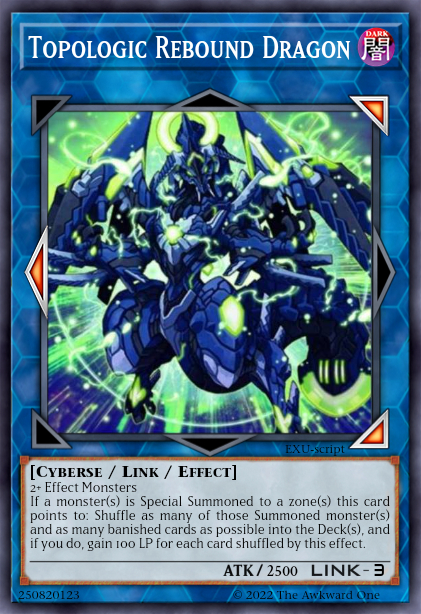 Topologic Rebound Dragon
DARK
闇
EXU-script
[Cyberse / Link / Effect]
2+ Effect Monsters
If a monster(s) is Special Summoned to a zone(s) this card
points to: Shuffle as many of those Summoned monster(s)
and as many banished cards as possible into the Deck(s), and
if you do, gain 100 LP for each card shuffled by this effect.
ATK / 2500 LINK-3
250820123 © 2022 The Awkward One